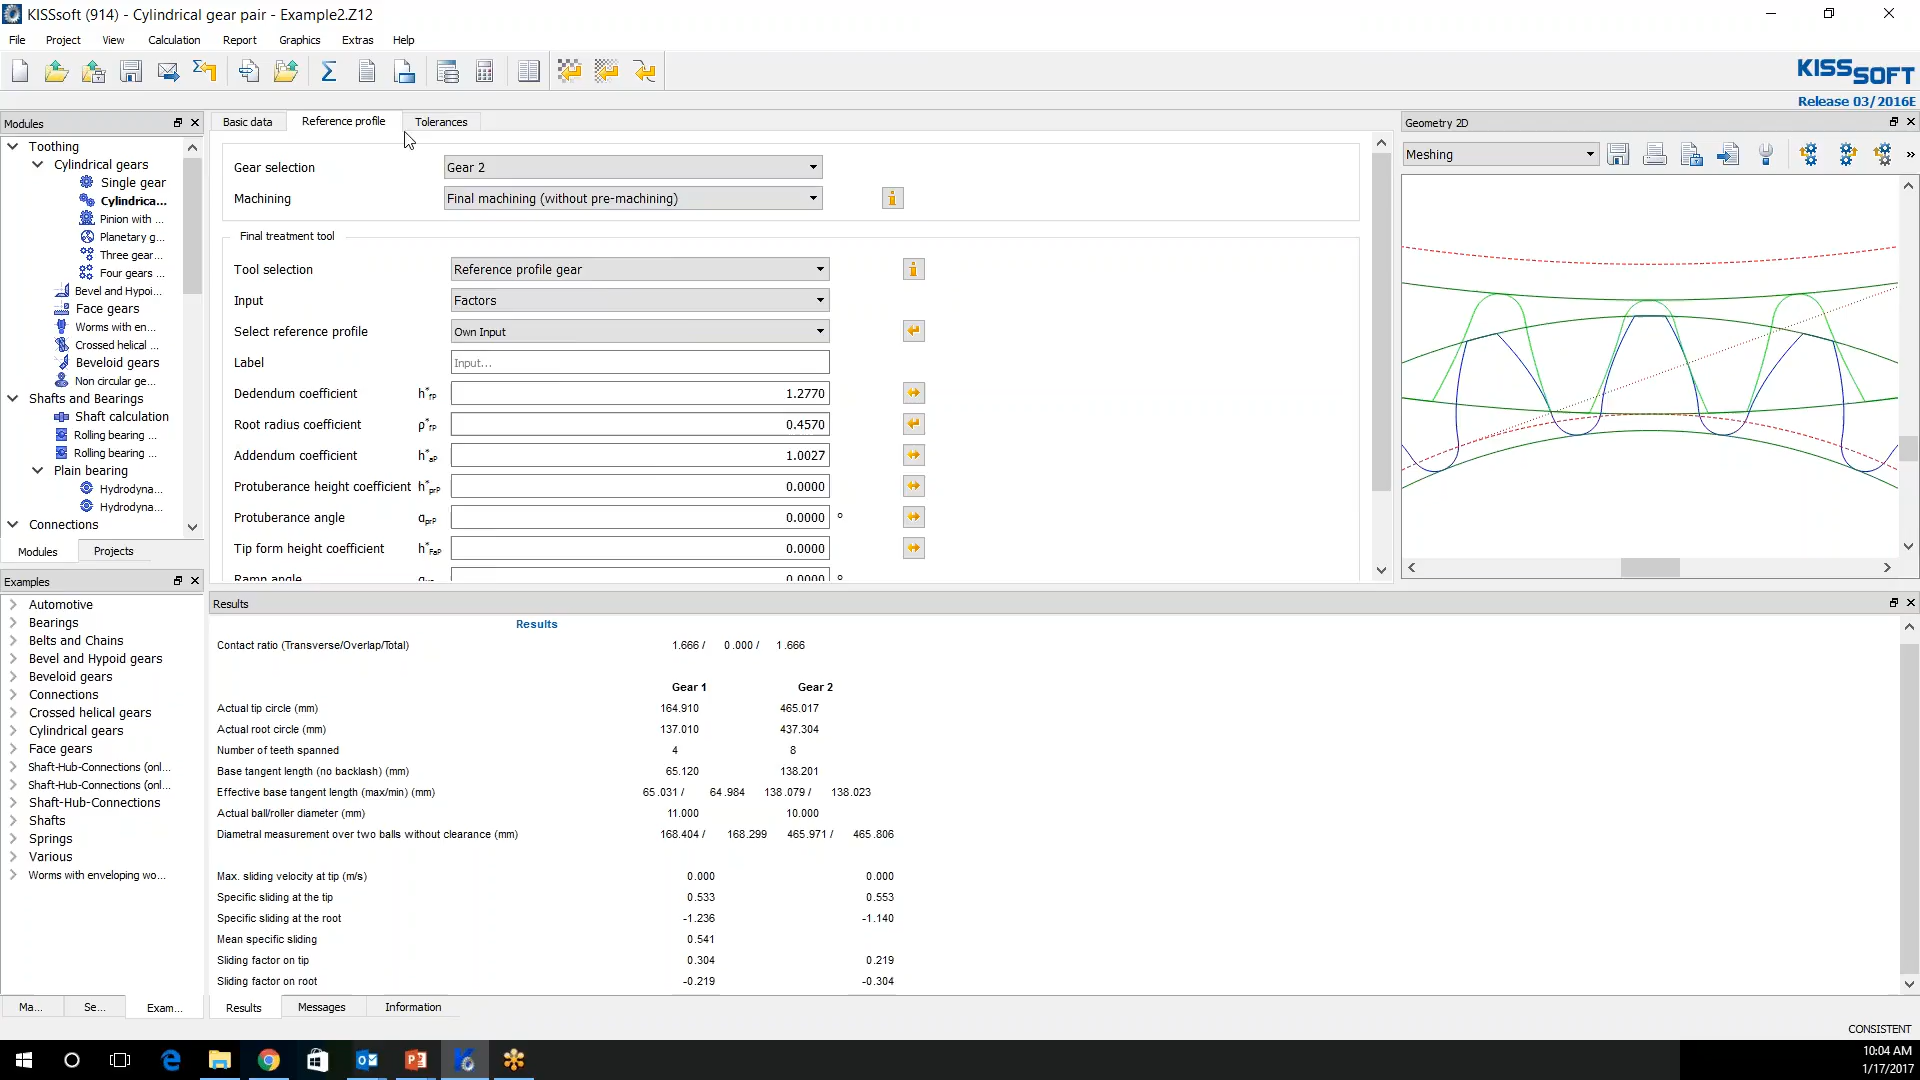 KISSsoft (914) - Cylindrical gear pair - Example2.Z12
File Project View Calculation Report Graphics Extras Help
KISSSOFT
Release 03/2016E
Modules
Toothing
Cylindrical gears
Single gear
Cylindrica...
Pinion with ...
Planetary g...
Three gear...
Four gears ...
Bevel and Hypoi...
Face gears
Worms with en...
Crossed helical ...
Beveloid gears
Non circular ge...
Shafts and Bearings
Shaft calculation
Rolling bearing ...
Rolling bearing ...
Plain bearing
Hydrodyna...
Hydrodyna...
Connections
Modules Projects
Examples
Automotive
Bearings
Belts and Chains
Bevel and Hypoid gears
Beveloid gears
Connections
Crossed helical gears
Cylindrical gears
Face gears
Shaft-Hub-Connections (onl...
Shaft-Hub-Connections (onl...
Shaft-Hub-Connections
Shafts
Springs
Various
Worms with enveloping wo...
Ma... Se... Exam...
Basic data Reference profile Tolerances
Gear selection Gear 2
Machining Final machining (without pre-machining)
Final treatment tool
Tool selection Reference profile gear
Input Factors
Select reference profile Own Input
Label Input...
Dedendum coefficient h*fP 1.2770
Root radius coefficient ρ*fP 0.4570
Addendum coefficient h*aP 1.0027
Protuberance height coefficient h*prP 0.0000
Protuberance angle αprP 0.0000 °
Tip form height coefficient h*FaP 0.0000
Ramp angle 0.0000 °
Geometry 2D
Meshing
Results
Results
Contact ratio (Transverse/Overlap/Total) 1.666 / 0.000 / 1.666
Gear 1 Gear 2
Actual tip circle (mm) 164.910 465.017
Actual root circle (mm) 137.010 437.304
Number of teeth spanned 4 8
Base tangent length (no backlash) (mm) 65.120 138.201
Effective base tangent length (max/min) (mm) 65.031 / 64.984 138.079 / 138.023
Actual ball/roller diameter (mm) 11.000 10.000
Diametral measurement over two balls without clearance (mm) 168.404 / 168.299 465.971 / 465.806
Max. sliding velocity at tip (m/s) 0.000 0.000
Specific sliding at the tip 0.533 0.553
Specific sliding at the root -1.236 -1.140
Mean specific sliding 0.541
Sliding factor on tip 0.304 0.219
Sliding factor on root -0.219 -0.304
Results Messages Information
CONSISTENT
10:04 AM
1/17/2017